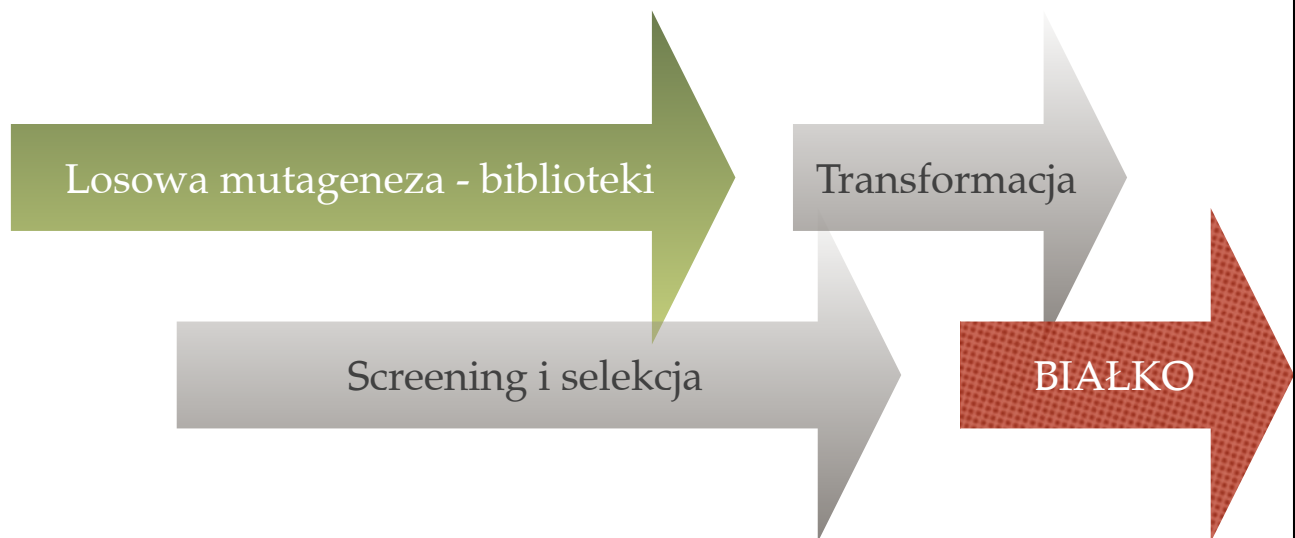 Losowa mutageneza - biblioteki
Transformacja
Screening i selekcja
BIAŁKO